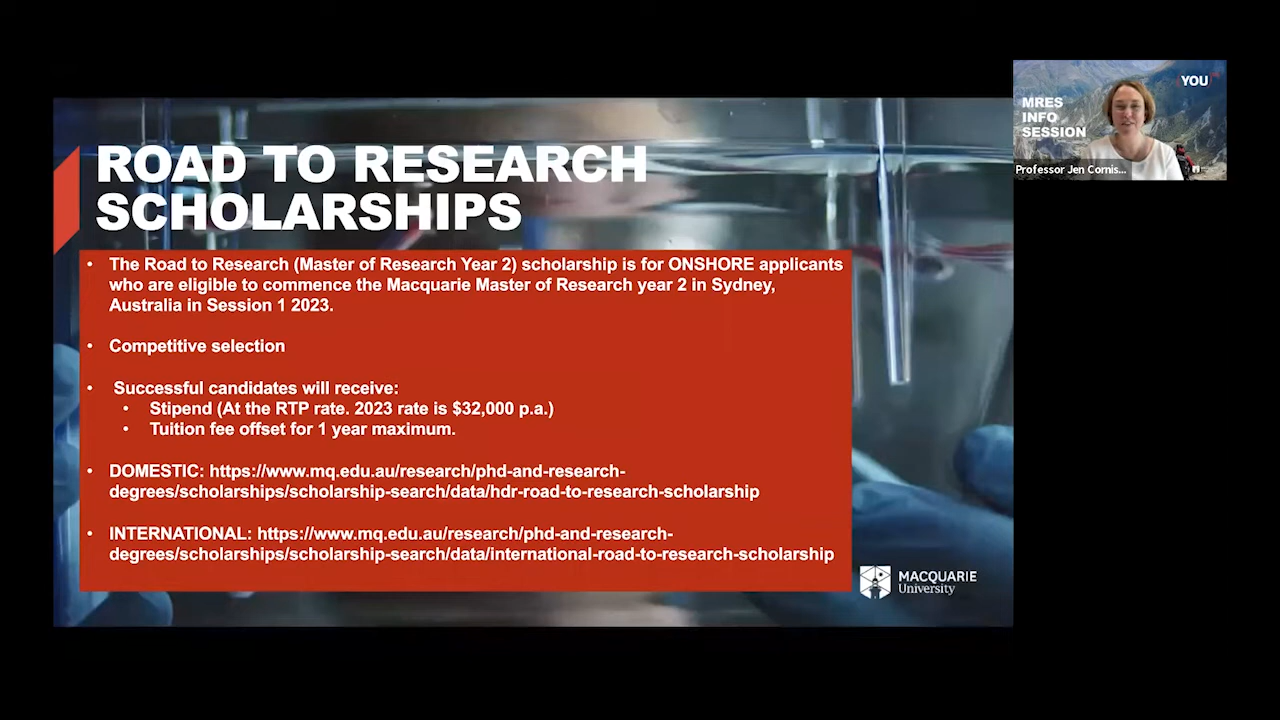 ROAD TO RESEARCH
SCHOLARSHIPS
• The Road to Research (Master of Research Year 2) scholarship is for ONSHORE applicants
who are eligible to commence the Macquarie Master of Research year 2 in Sydney,
Australia in Session 1 2023.
• Competitive selection
• Successful candidates will receive:
• Stipend (At the RTP rate. 2023 rate is $32,000 p.a.)
• Tuition fee offset for 1 year maximum.
• DOMESTIC: https://www.mq.edu.au/research/phd-and-research-
degrees/scholarships/scholarship-search/data/hdr-road-to-research-scholarship
• INTERNATIONAL: https://www.mq.edu.au/research/phd-and-research-
degrees/scholarships/scholarship-search/data/international-road-to-research-scholarship
MACQUARIE
University
YOU
MRES
INFO
SESSION
Professor Jen Cornis...